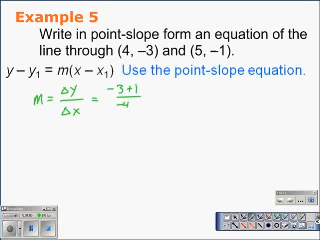 Example 5
Write in point-slope form an equation of the
line through (4, –3) and (5, –1).
y – y₁ = m(x – x₁) Use the point-slope equation.
M = Δy/Δx = -3+1/-4